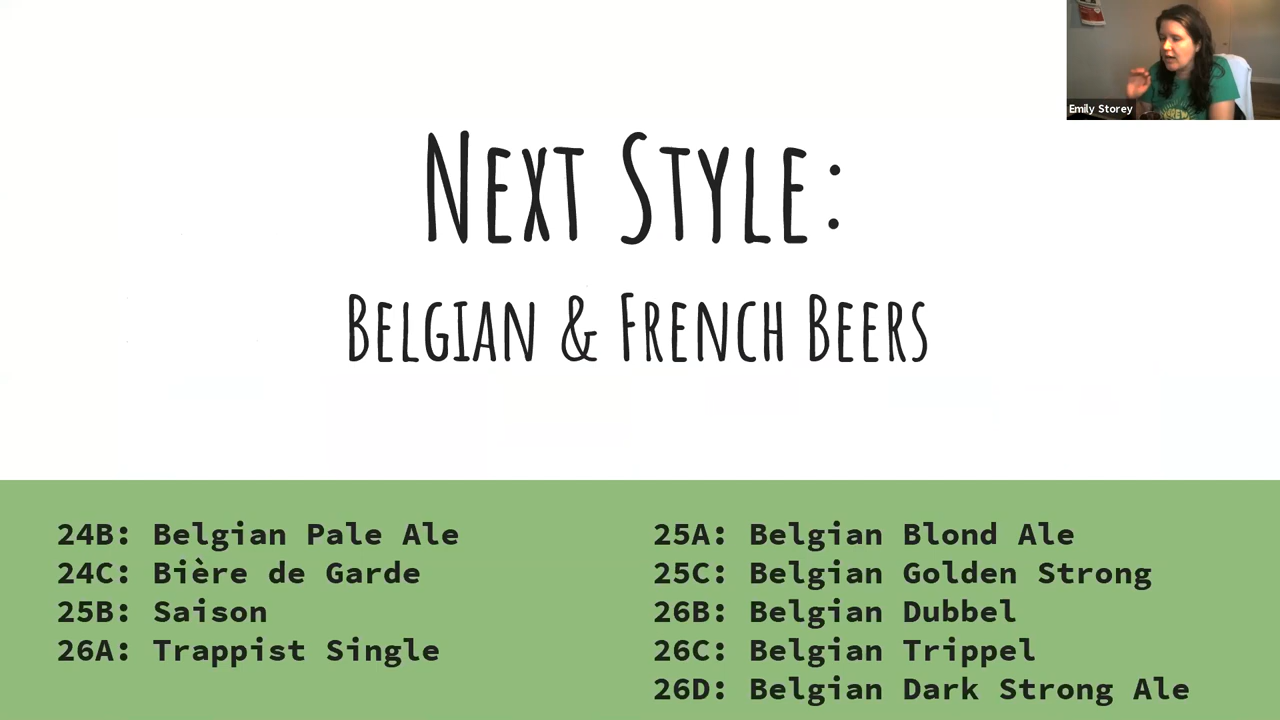 Emily Storey
Next Style:
Belgian & French Beers
24B: Belgian Pale Ale
24C: Bière de Garde
25B: Saison
26A: Trappist Single
25A: Belgian Blond Ale
25C: Belgian Golden Strong
26B: Belgian Dubbel
26C: Belgian Trippel
26D: Belgian Dark Strong Ale